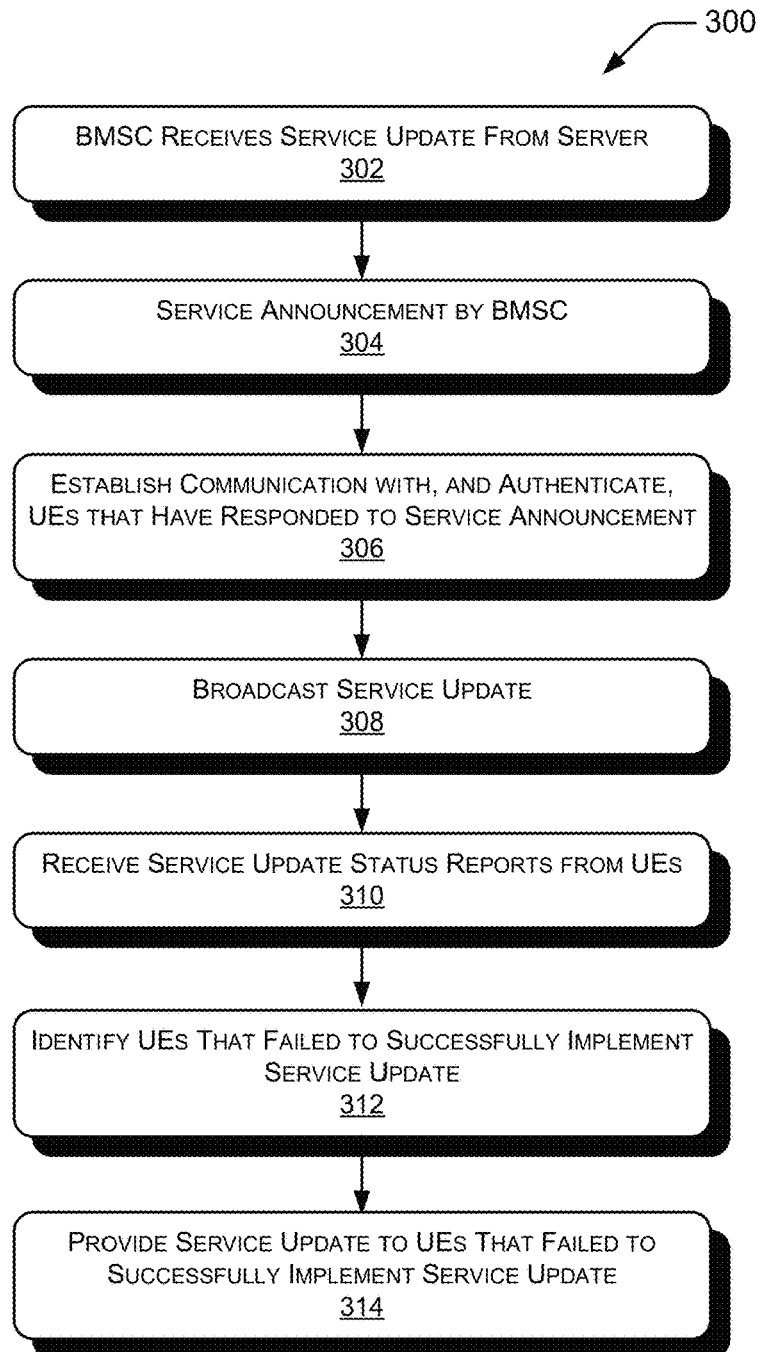 300
BMSC RECEIVES SERVICE UPDATE FROM SERVER
302
SERVICE ANNOUNCEMENT BY BMSC
304
ESTABLISH COMMUNICATION WITH, AND AUTHENTICATE,
UES THAT HAVE RESPONDED TO SERVICE ANNOUNCEMENT
306
BROADCAST SERVICE UPDATE
308
RECEIVE SERVICE UPDATE STATUS REPORTS FROM UES
310
IDENTIFY UES THAT FAILED TO SUCCESSFULLY IMPLEMENT
SERVICE UPDATE
312
PROVIDE SERVICE UPDATE TO UES THAT FAILED TO
SUCCESSFULLY IMPLEMENT SERVICE UPDATE
314